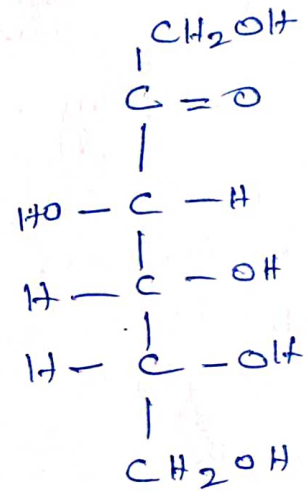 CH2OH
C = O
HO - C - H
H - C - OH
H - C - OH
CH2OH